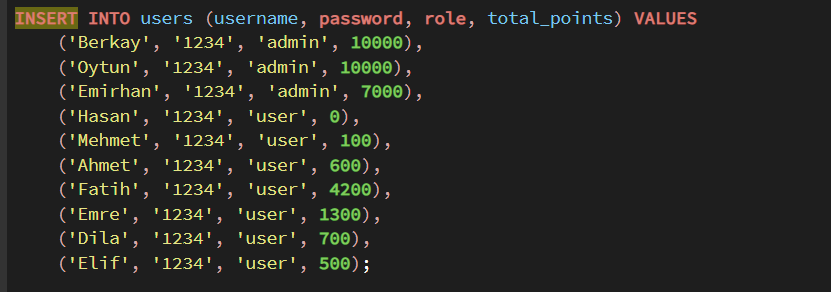 INSERT INTO users (username, password, role, total_points) VALUES
('Berkay', '1234', 'admin', 10000),
('Oytun', '1234', 'admin', 10000),
('Emirhan', '1234', 'admin', 7000),
('Hasan', '1234', 'user', 0),
('Mehmet', '1234', 'user', 100),
('Ahmet', '1234', 'user', 600),
('Fatih', '1234', 'user', 4200),
('Emre', '1234', 'user', 1300),
('Dila', '1234', 'user', 700),
('Elif', '1234', 'user', 500);